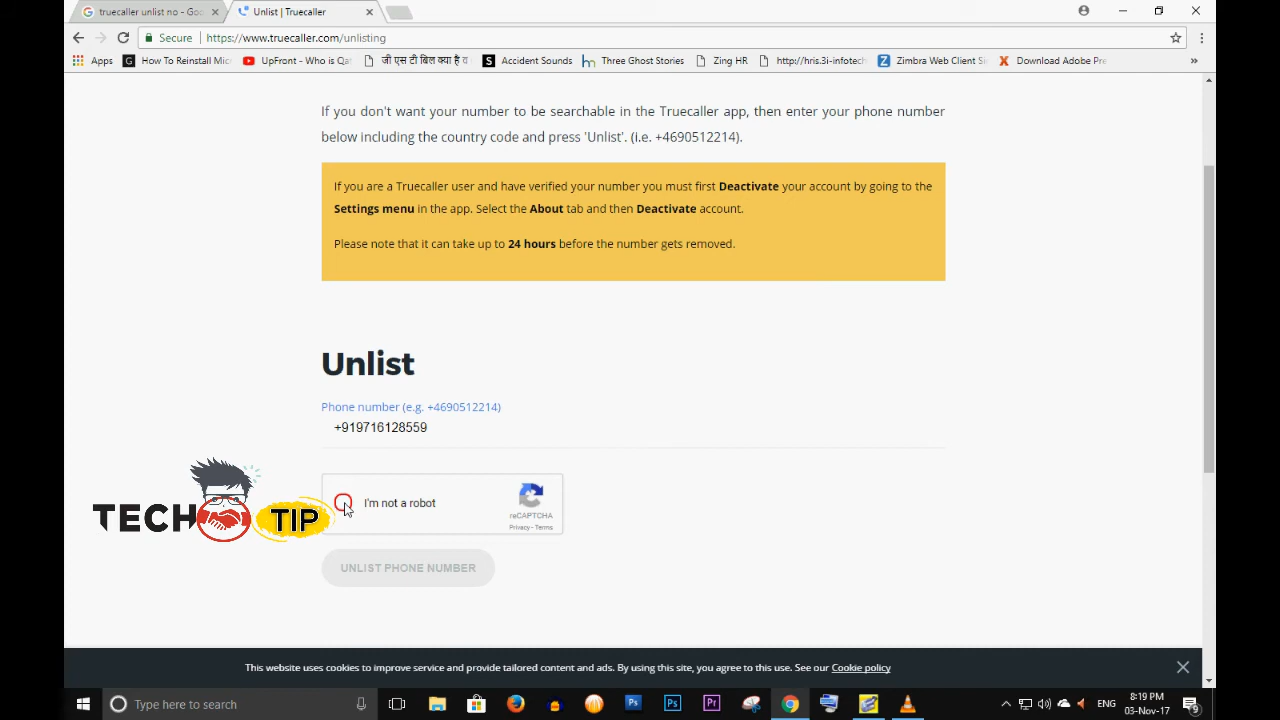 truecaller unlist no - Goo
Unlist | Truecaller
Secure
https://www.truecaller.com/unlisting
Apps
How To Reinstall Micr
UpFront - Who is Qa
जी एस टी बिल क्या है व
Accident Sounds
Three Ghost Stories
Zing HR
http://hris.3i-infotech
Zimbra Web Client Si
Download Adobe Pre
»
If you don't want your number to be searchable in the Truecaller app, then enter your phone number
below including the country code and press 'Unlist'. (i.e. +4690512214).
If you are a Truecaller user and have verified your number you must first Deactivate your account by going to the
Settings menu in the app. Select the About tab and then Deactivate account.
Please note that it can take up to 24 hours before the number gets removed.
Unlist
Phone number (e.g. +4690512214)
+919716128559
I'm not a robot
reCAPTCHA
Privacy - Terms
TECH TIP
UNLIST PHONE NUMBER
This website uses cookies to improve service and provide tailored content and ads. By using this site, you agree to this use. See our Cookie policy
Type here to search
Ps
Ps
Pr
ENG
8:19 PM
03-Nov-17
9